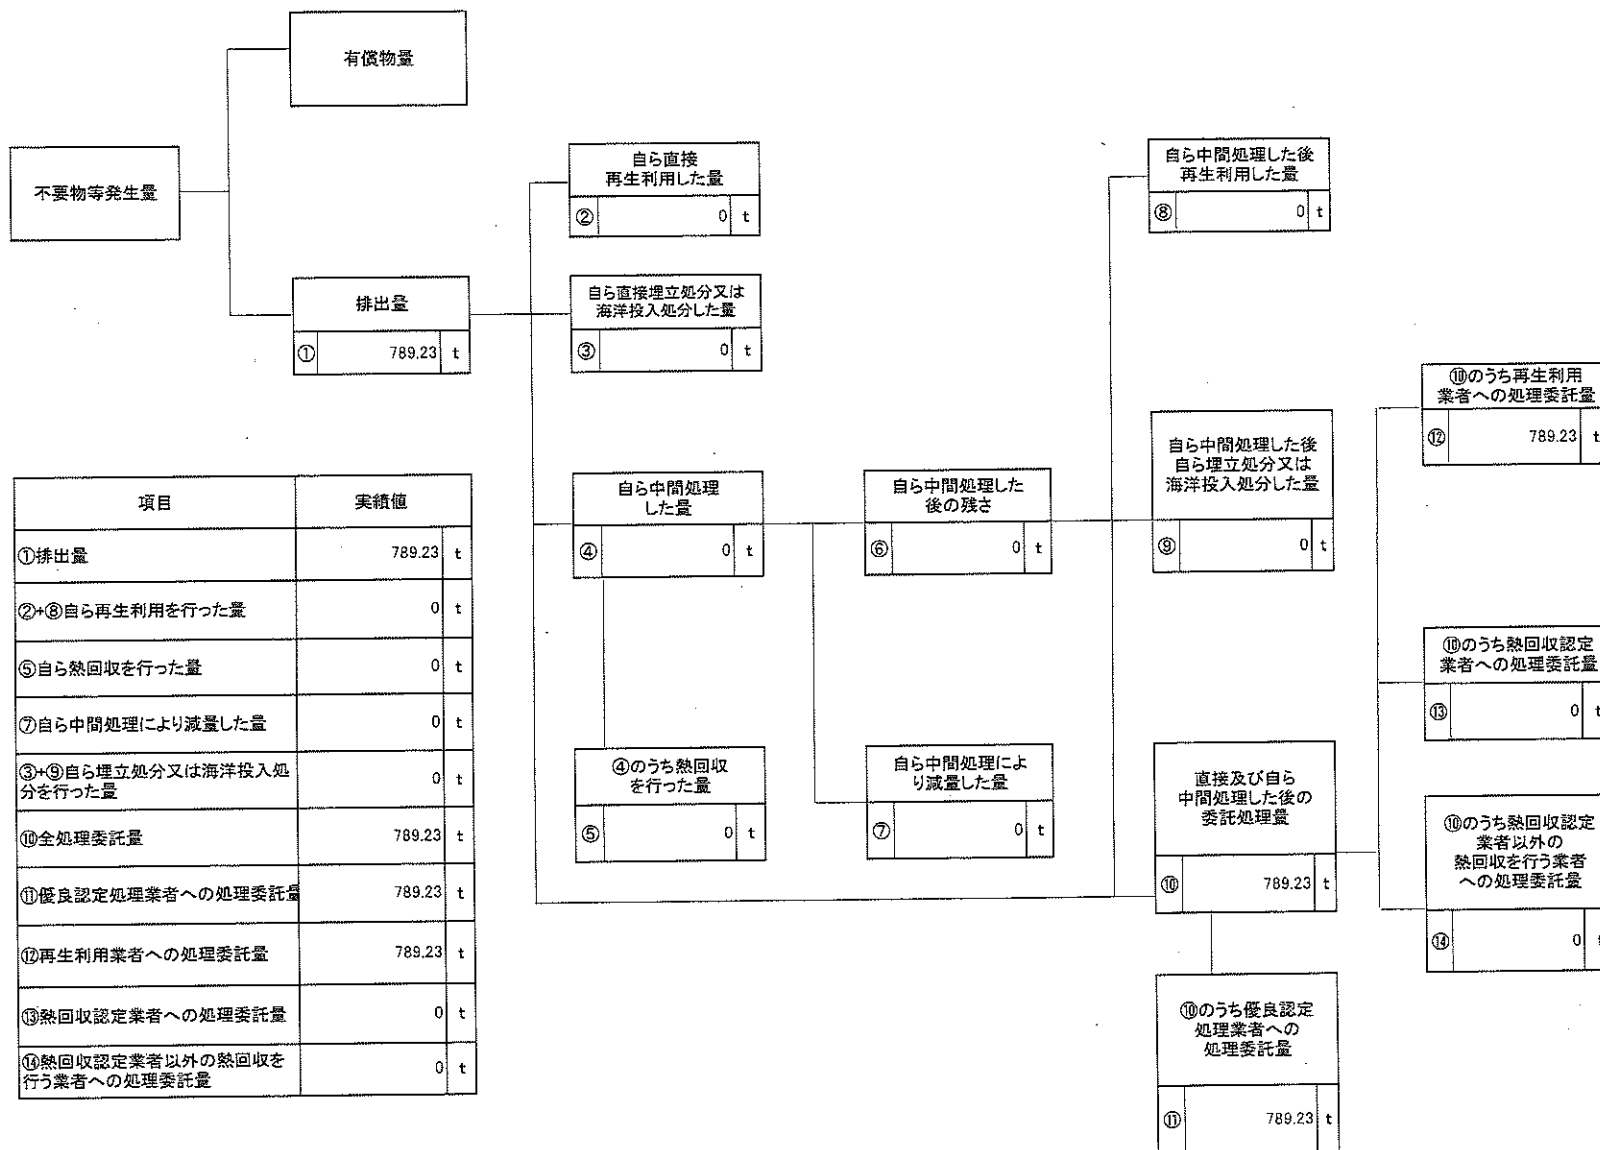 有償物量
不要物等発生量
排出量
① 789.23 t
自ら直接
再生利用した量
② 0 t
自ら直接埋立処分又は
海洋投入処分した量
③ 0 t
自ら中間処理
した量
④ 0 t
④のうち熱回収
を行った量
⑤ 0 t
自ら中間処理した
後の残さ
⑥ 0 t
自ら中間処理によ
り減量した量
⑦ 0 t
自ら中間処理した後
再生利用した量
⑧ 0 t
自ら中間処理した後
自ら埋立処分又は
海洋投入処分した量
⑨ 0 t
直接及び自ら
中間処理した後の
委託処理量
⑩ 789.23 t
⑩のうち優良認定
処理業者への
処理委託量
⑪ 789.23 t
⑩のうち再生利用
業者への処理委託量
⑫ 789.23 t
⑩のうち熱回収認定
業者への処理委託量
⑬ 0 t
⑩のうち熱回収認定
業者以外の
熱回収を行う業者
への処理委託量
⑭ 0 t
項目 実績値
①排出量 789.23 t
②+⑧自ら再生利用を行った量 0 t
⑤自ら熱回収を行った量 0 t
⑦自ら中間処理により減量した量 0 t
③+⑨自ら埋立処分又は海洋投入処
分を行った量 0 t
⑩全処理委託量 789.23 t
⑪優良認定処理業者への処理委託量 789.23 t
⑫再生利用業者への処理委託量 789.23 t
⑬熱回収認定業者への処理委託量 0 t
⑭熱回収認定業者以外の熱回収を
行う業者への処理委託量 0 t